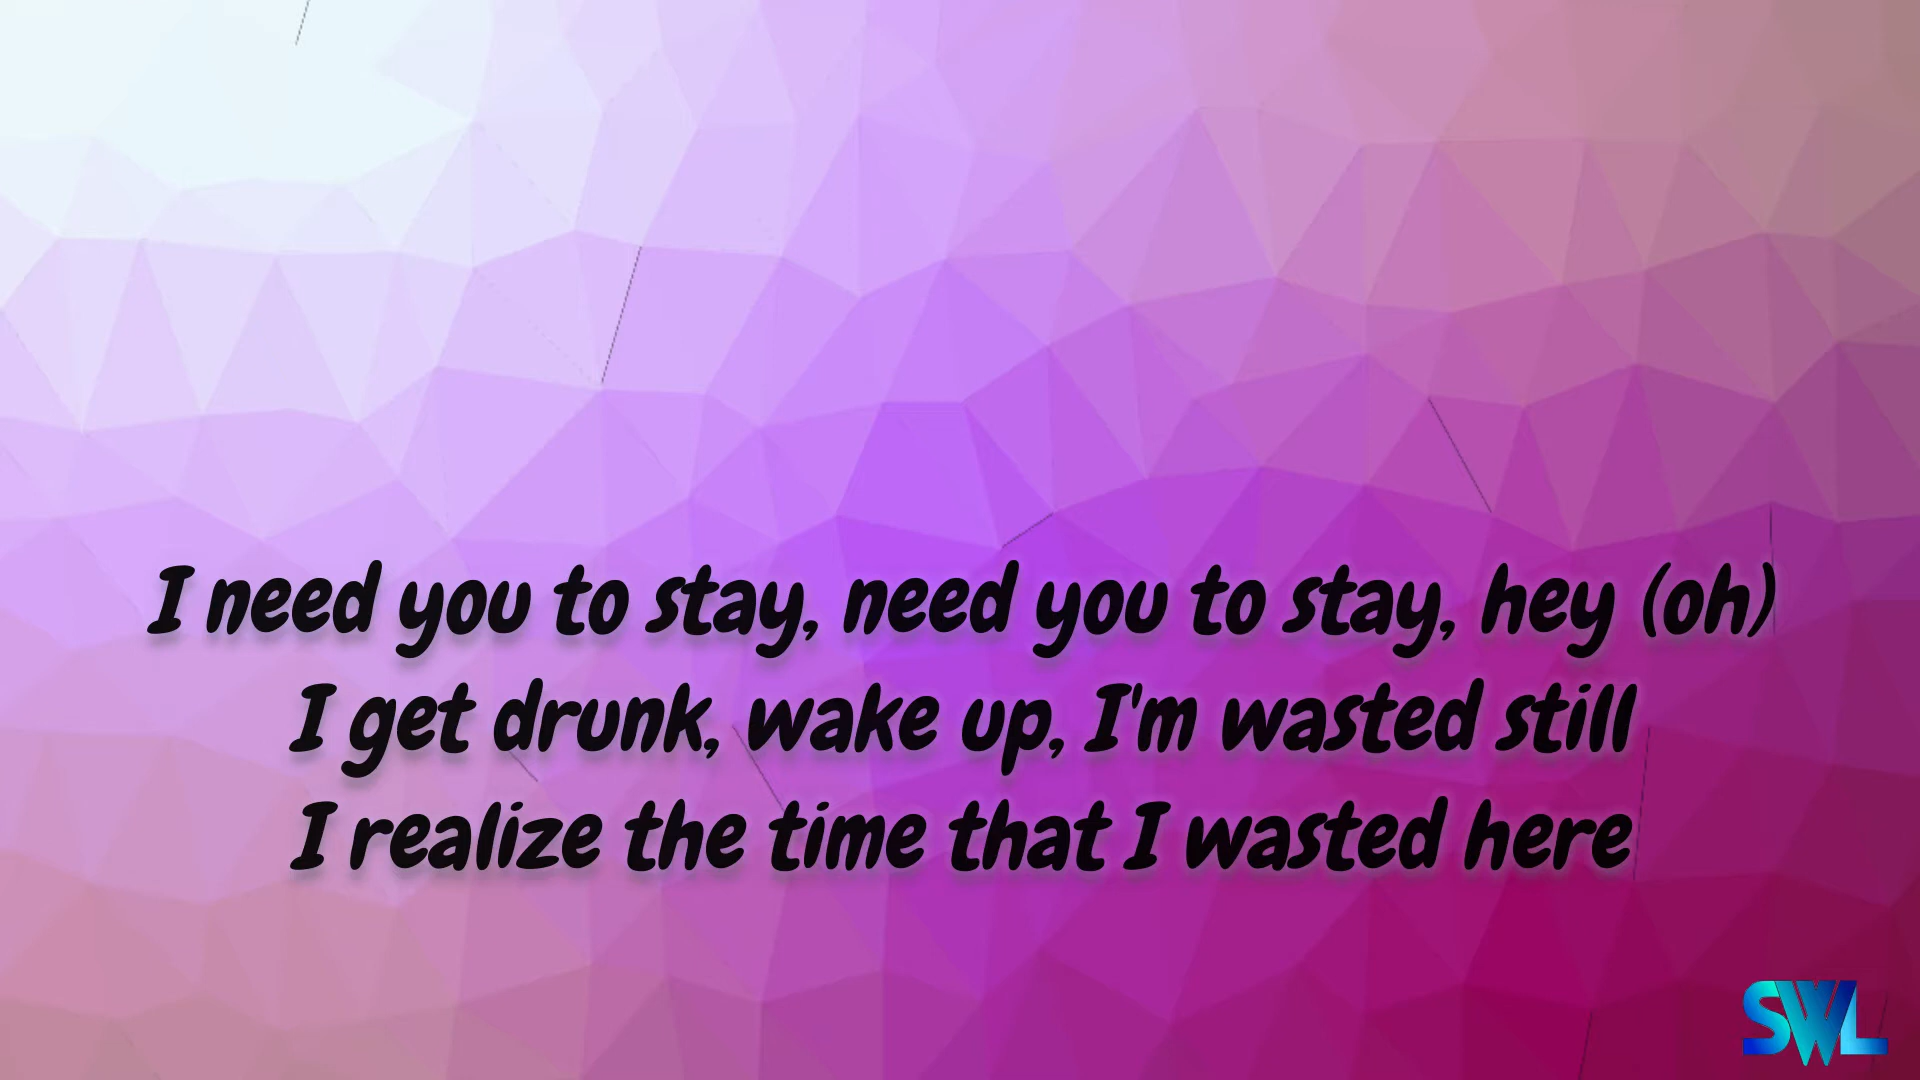 I need you to stay, need you to stay, hey (oh)
I get drunk, wake up, I'm wasted still
I realize the time that I wasted here
SWL